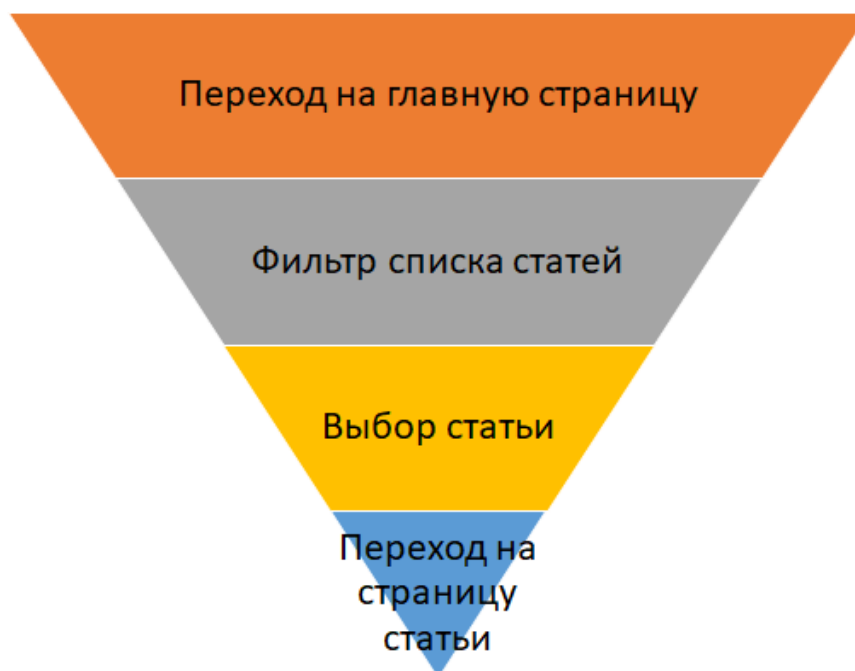 Переход на главную страницу
Фильтр списка статей
Выбор статьи
Переход на
страницу
статьи